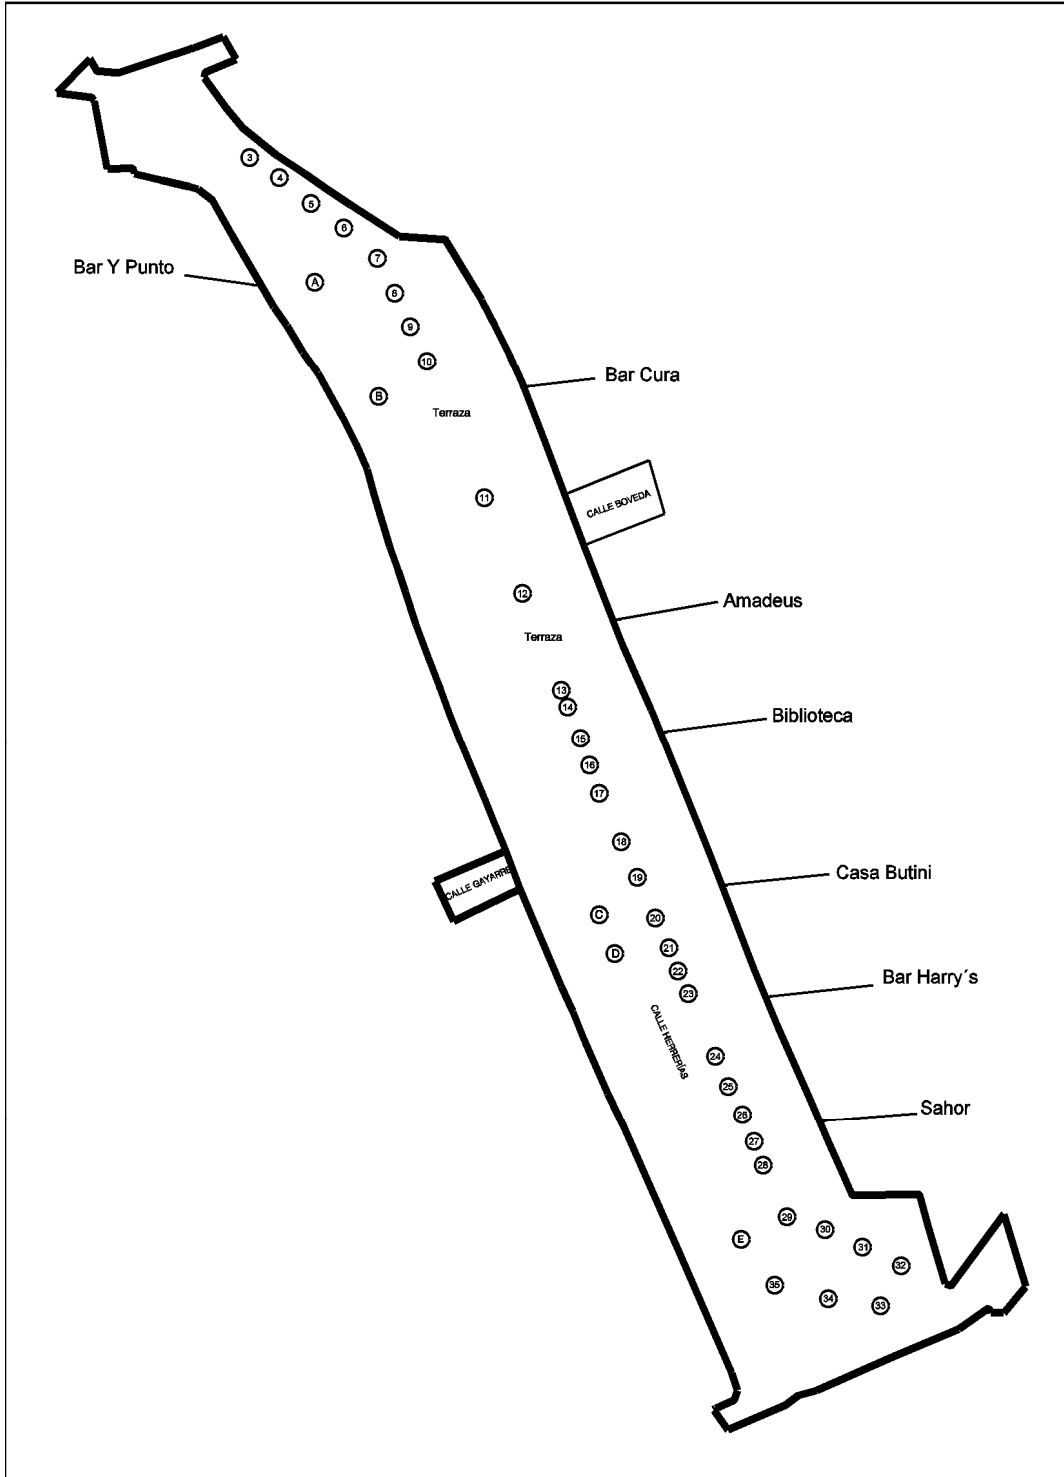 3
4
5
6
7
Bar Y Punto
A
8
9
10
Bar Cura
B
Terraza
11
CALLE BOVEDA
12
Amadeus
Terraza
13
14
Biblioteca
15
16
17
18
CALLE GAYARRE
19
Casa Butini
C
20
21
D
22
Bar Harry´s
23
CALLE HERRERÍAS
24
25
Sahor
26
27
28
29
30
E
31
32
35
34
33